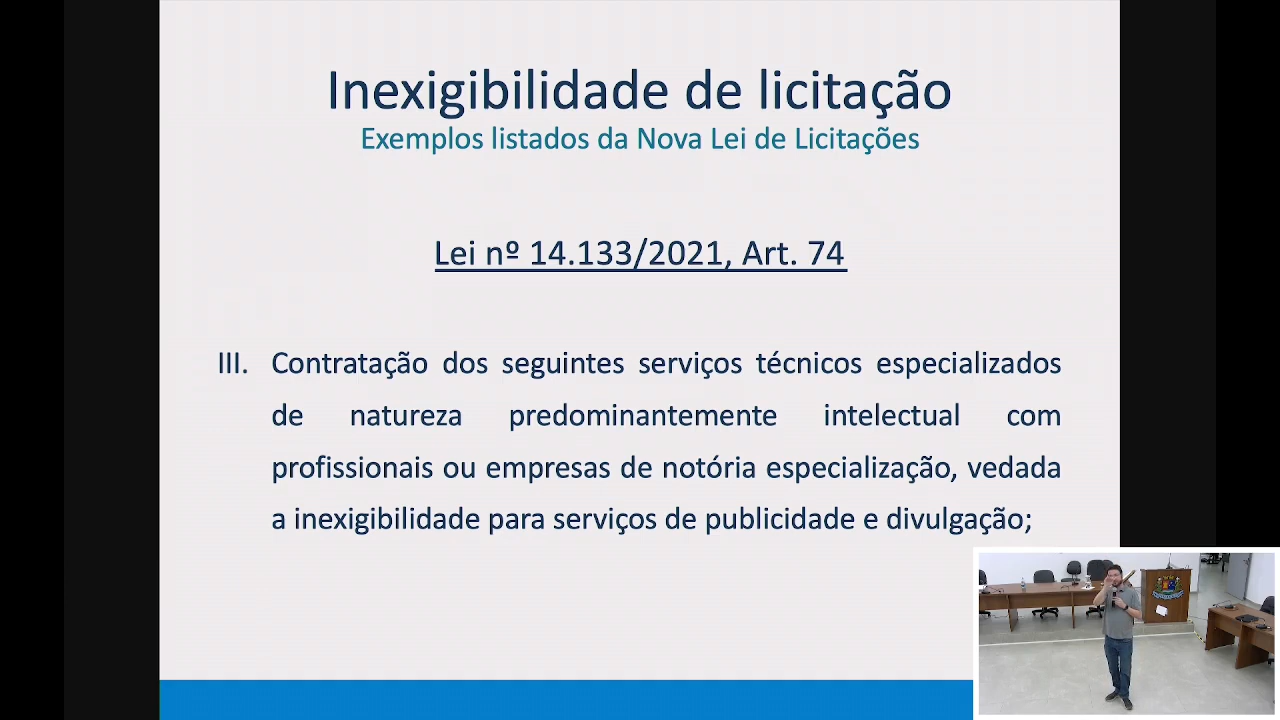 Inexigibilidade de licitação
Exemplos listados da Nova Lei de Licitações
Lei nº 14.133/2021, Art. 74
III. Contratação dos seguintes serviços técnicos especializados
de natureza predominantemente intelectual com
profissionais ou empresas de notória especialização, vedada
a inexigibilidade para serviços de publicidade e divulgação;